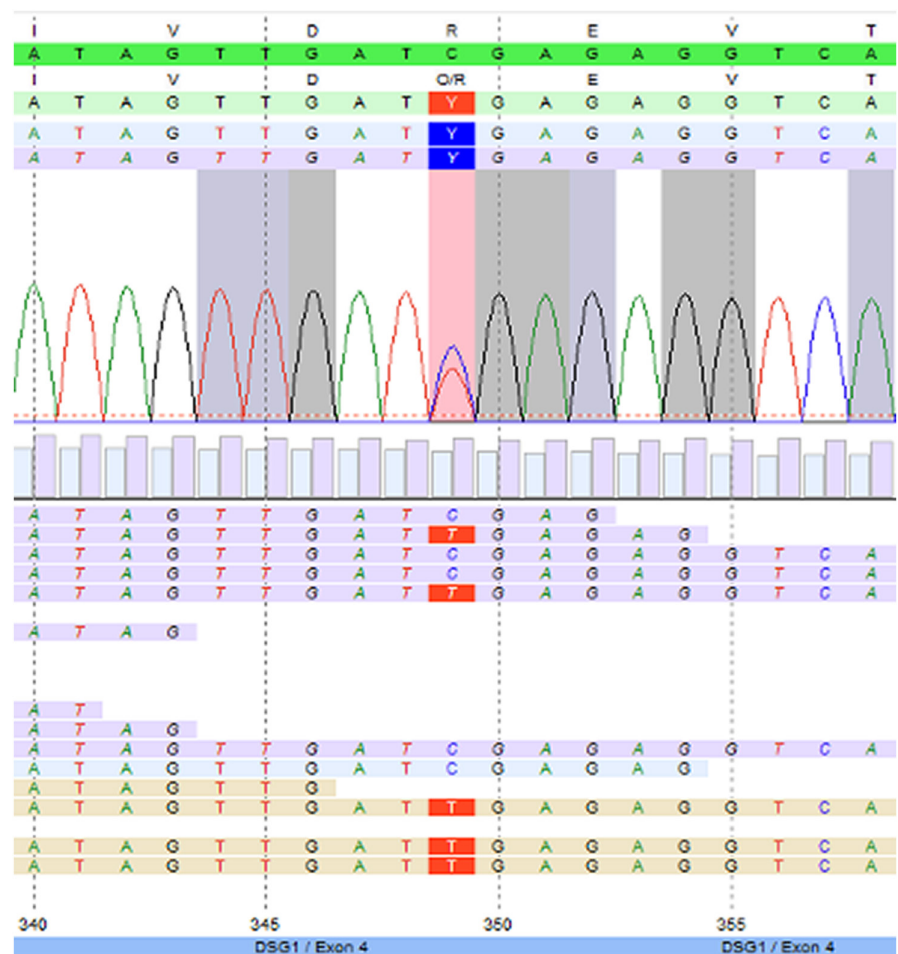 I V D R E V T
A T A G T T G A T C G A G A G G T C A
I V D O/R E V T
A T A G T T G A T Y G A G A G G T C A
A T A G T T G A T Y G A G A G G T C A
A T A G T T G A T Y G A G A G G T C A
A T A G T T G A T C G A G
A T A G T T G A T T G A G A G
A T A G T T G A T C G A G A G G T C A
A T A G T T G A T C G A G A G G T C A
A T A G T T G A T T G A G A G G T C A
A T A G
A T
A T A G
A T A G T T G A T C G A G A G G T C A
A T A G T T G A T C G A G A G
A T A G T T G
A T A G T T G A T T G A G A G G T C A
A T A G T T G A T T G A G A G G T C A
A T A G T T G A T T G A G A G G T C A
340 345 350 355
DSG1 / Exon 4 DSG1 / Exon 4